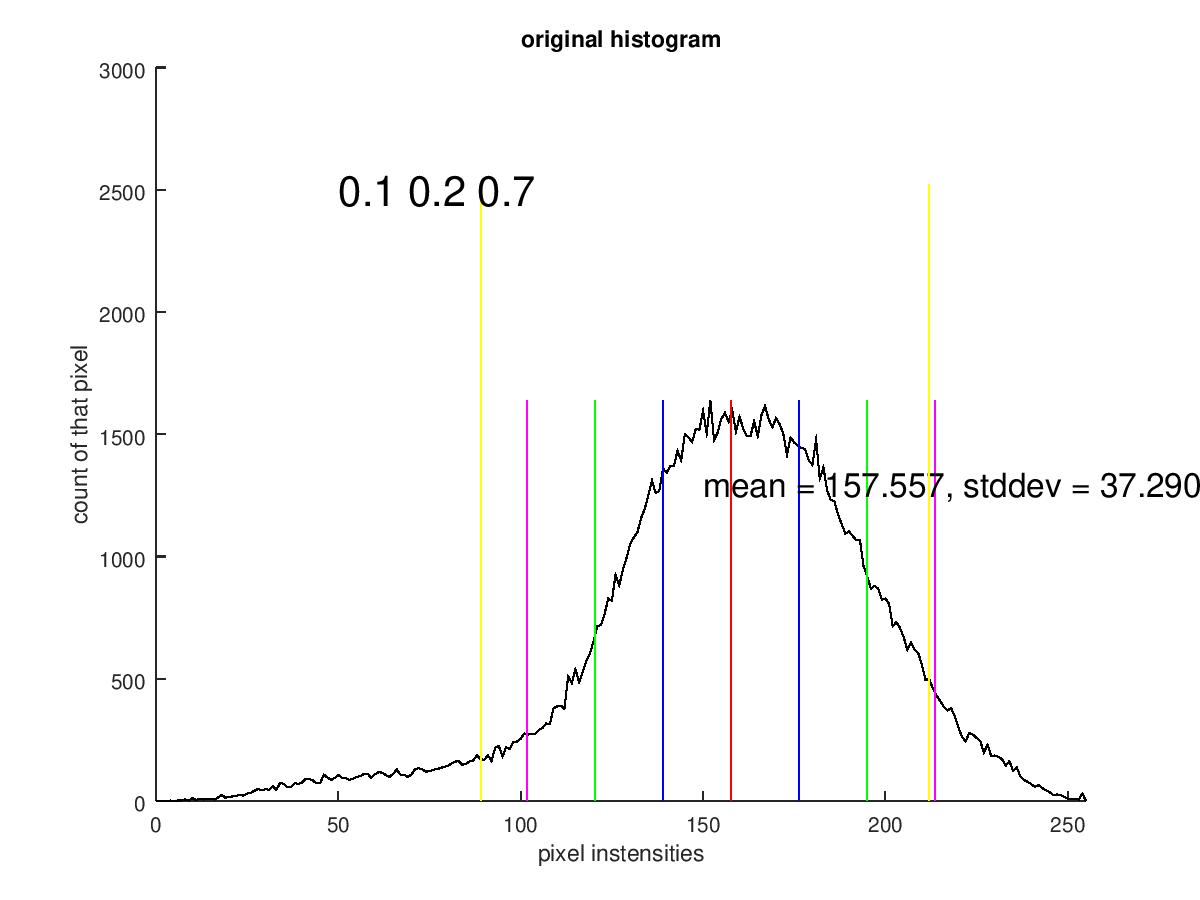 original histogram
3000
2500
2000
1500
1000
500
0
count of that pixel
0.1 0.2 0.7
mean = 157.557, stddev = 37.290
0 50 100 150 200 250
pixel instensities